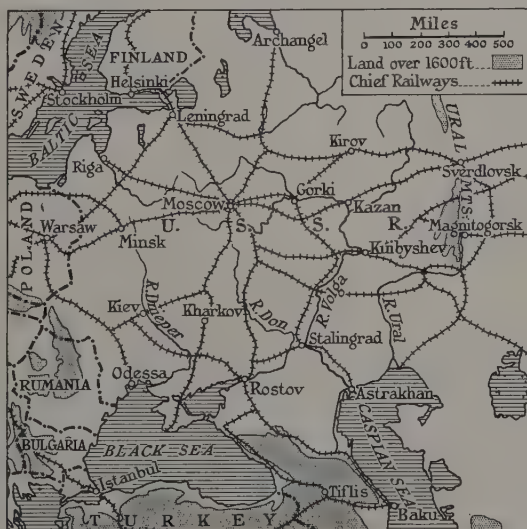 Miles
0 100 200 300 400 500
Land over 1600ft
Chief Railways
SWEDEN
FINLAND
Archangel
Helsinki
Stockholm
BALTIC SEA
Leningrad
URAL MTS.
Kirov
Riga
Sverdlovsk
Moscow
Gorki
Kazan
POLAND
Warsaw
U. S. S. R.
Minsk
Magnitogorsk
Kuibyshev
Kiev
R.Dnieper
Kharkov
R.Don
R.Volga
R.Ural
Stalingrad
RUMANIA
Odessa
Rostov
Astrakhan
BULGARIA
BLACK SEA
CASPIAN SEA
Istanbul
Tiflis
TURKEY
Baku